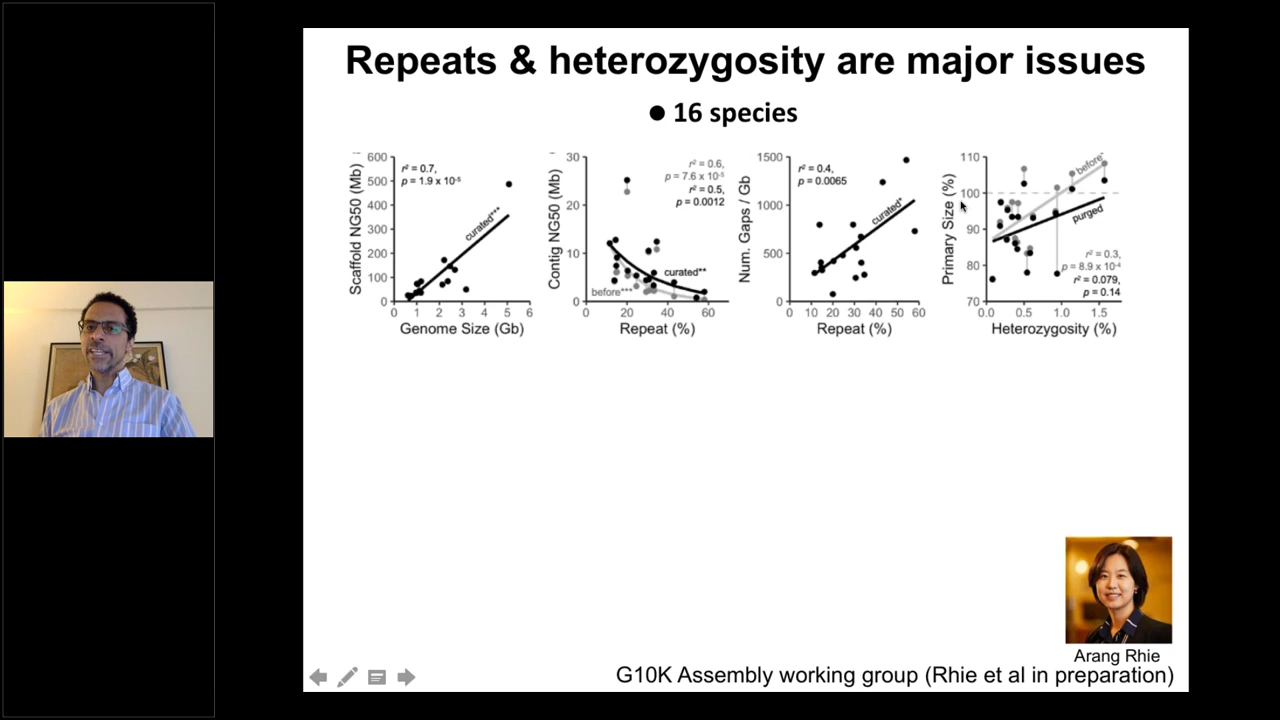 Repeats & heterozygosity are major issues
● 16 species
Scaffold NG50 (Mb)
600
500
400
300
200
100
0
r² = 0.7,
p = 1.9 x 10⁻⁵
curated***
0 1 2 3 4 5 6
Genome Size (Gb)
Contig NG50 (Mb)
30
20
10
0
r² = 0.6,
p = 7.6 x 10⁻⁵
r² = 0.5,
p = 0.0012
curated**
before***
0 20 40 60
Repeat (%)
Num. Gaps / Gb
1500
1000
500
0
r² = 0.4,
p = 0.0065
curated*
0 10 20 30 40 50 60
Repeat (%)
Primary Size (%)
110
100
90
80
70
before*
purged
r² = 0.3,
p = 8.9 x 10⁻⁴
r² = 0.079,
p = 0.14
0.0 0.5 1.0 1.5
Heterozygosity (%)
Arang Rhie
G10K Assembly working group (Rhie et al in preparation)